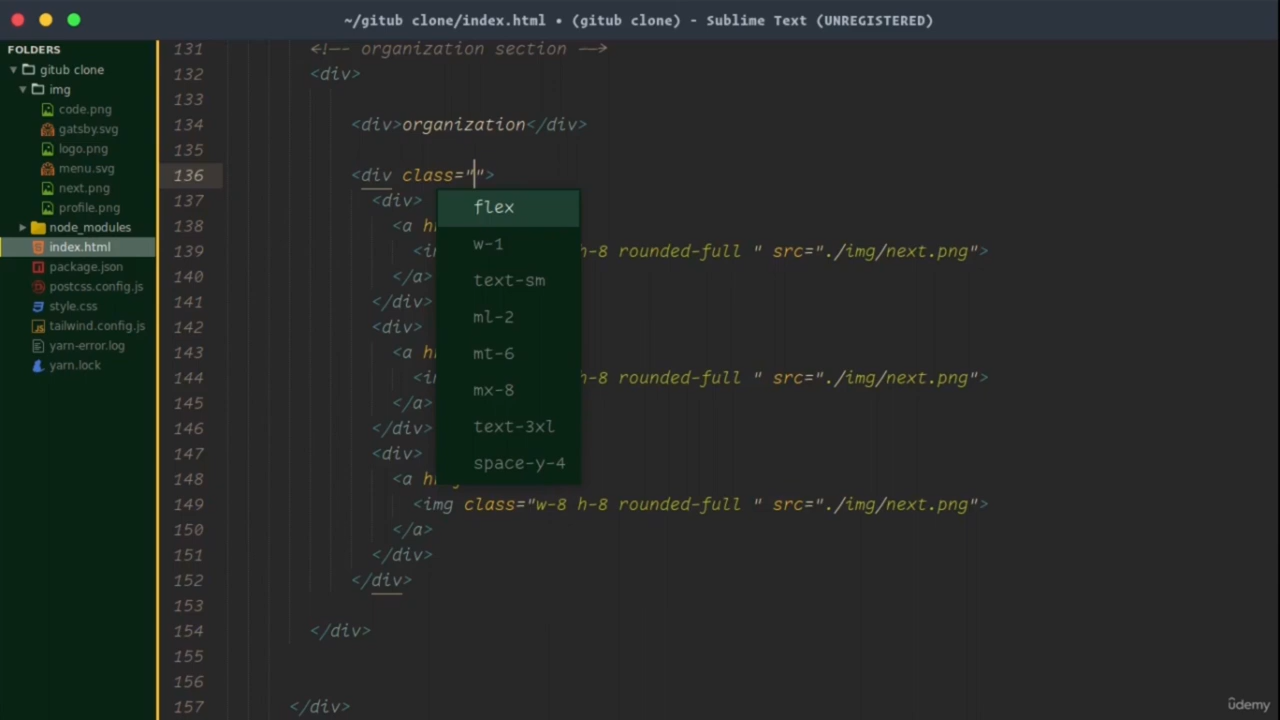 ~/gitub clone/index.html • (gitub clone) - Sublime Text (UNREGISTERED)
FOLDERS
gitub clone
img
code.png
gatsby.svg
logo.png
menu.svg
next.png
profile.png
node_modules
index.html
package.json
postcss.config.js
style.css
tailwind.config.js
yarn-error.log
yarn.lock
131 <!-- organization section -->
132 <div>
133
134 <div>organization</div>
135
136 <div class="">
137 <div>
138 <a h
139 <i h-8 rounded-full " src="./img/next.png">
140 </a>
141 </div>
142 <div>
143 <a h
144 <i h-8 rounded-full " src="./img/next.png">
145 </a>
146 </div>
147 <div>
148 <a h
149 <img class="w-8 h-8 rounded-full " src="./img/next.png">
150 </a>
151 </div>
152 </div>
153
154 </div>
155
156
157 </div>
flex
w-1
text-sm
ml-2
mt-6
mx-8
text-3xl
space-y-4
ûdemy